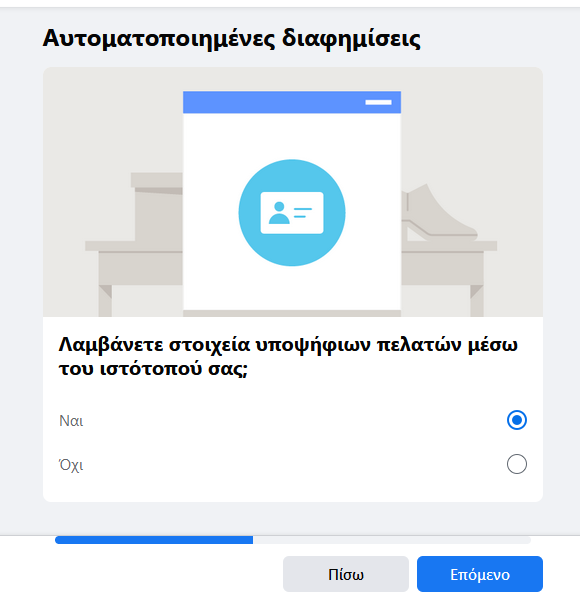 Αυτοματοποιημένες διαφημίσεις
Λαμβάνετε στοιχεία υποψήφιων πελατών μέσω
του ιστότοπού σας;
Ναι
Όχι
Πίσω
Επόμενο